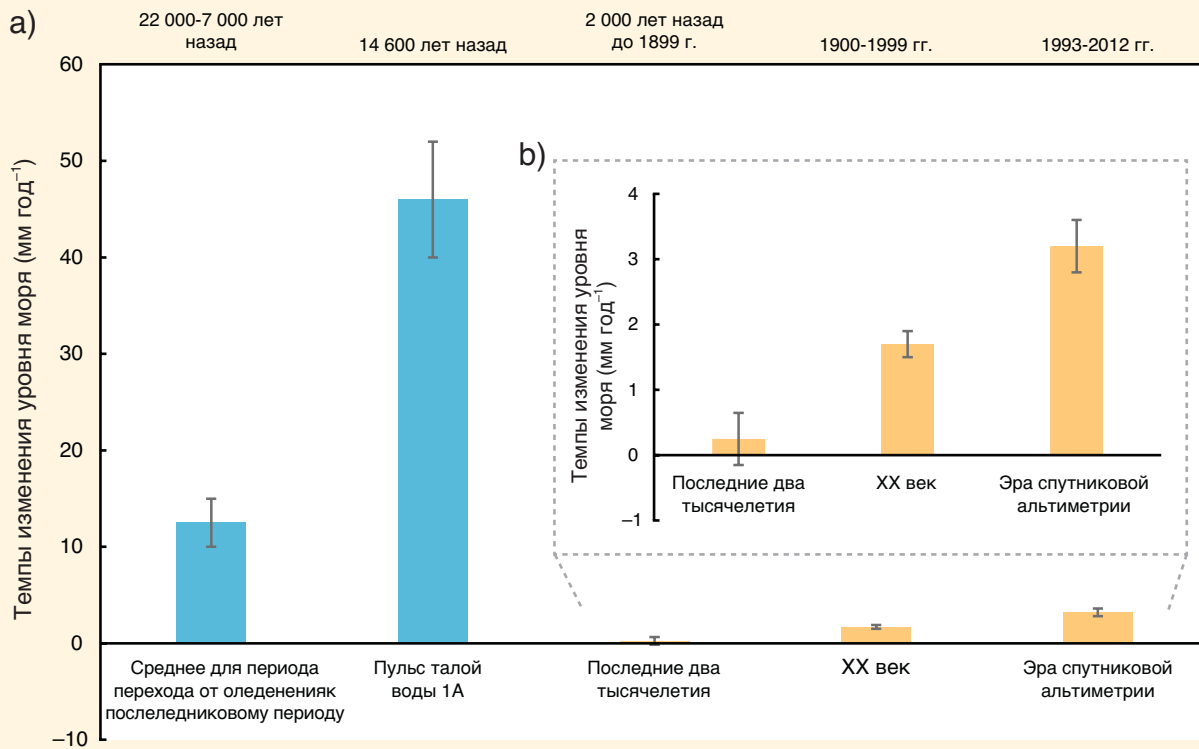 a)
22 000-7 000 лет
назад
14 600 лет назад
2 000 лет назад
до 1899 г.
1900-1999 гг.
1993-2012 гг.
Темпы изменения уровня моря (мм год⁻¹)
60
50
40
30
20
10
0
–10
Среднее для периода
перехода от оледененияк
послеледниковому периоду
Пульс талой
воды 1А
Последние два
тысячелетия
XX век
Эра спутниковой
альтиметрии
b)
Темпы изменения уровня
моря (мм год⁻¹)
4
3
2
1
0
–1
Последние два
тысячелетия
XX век
Эра спутниковой
альтиметрии